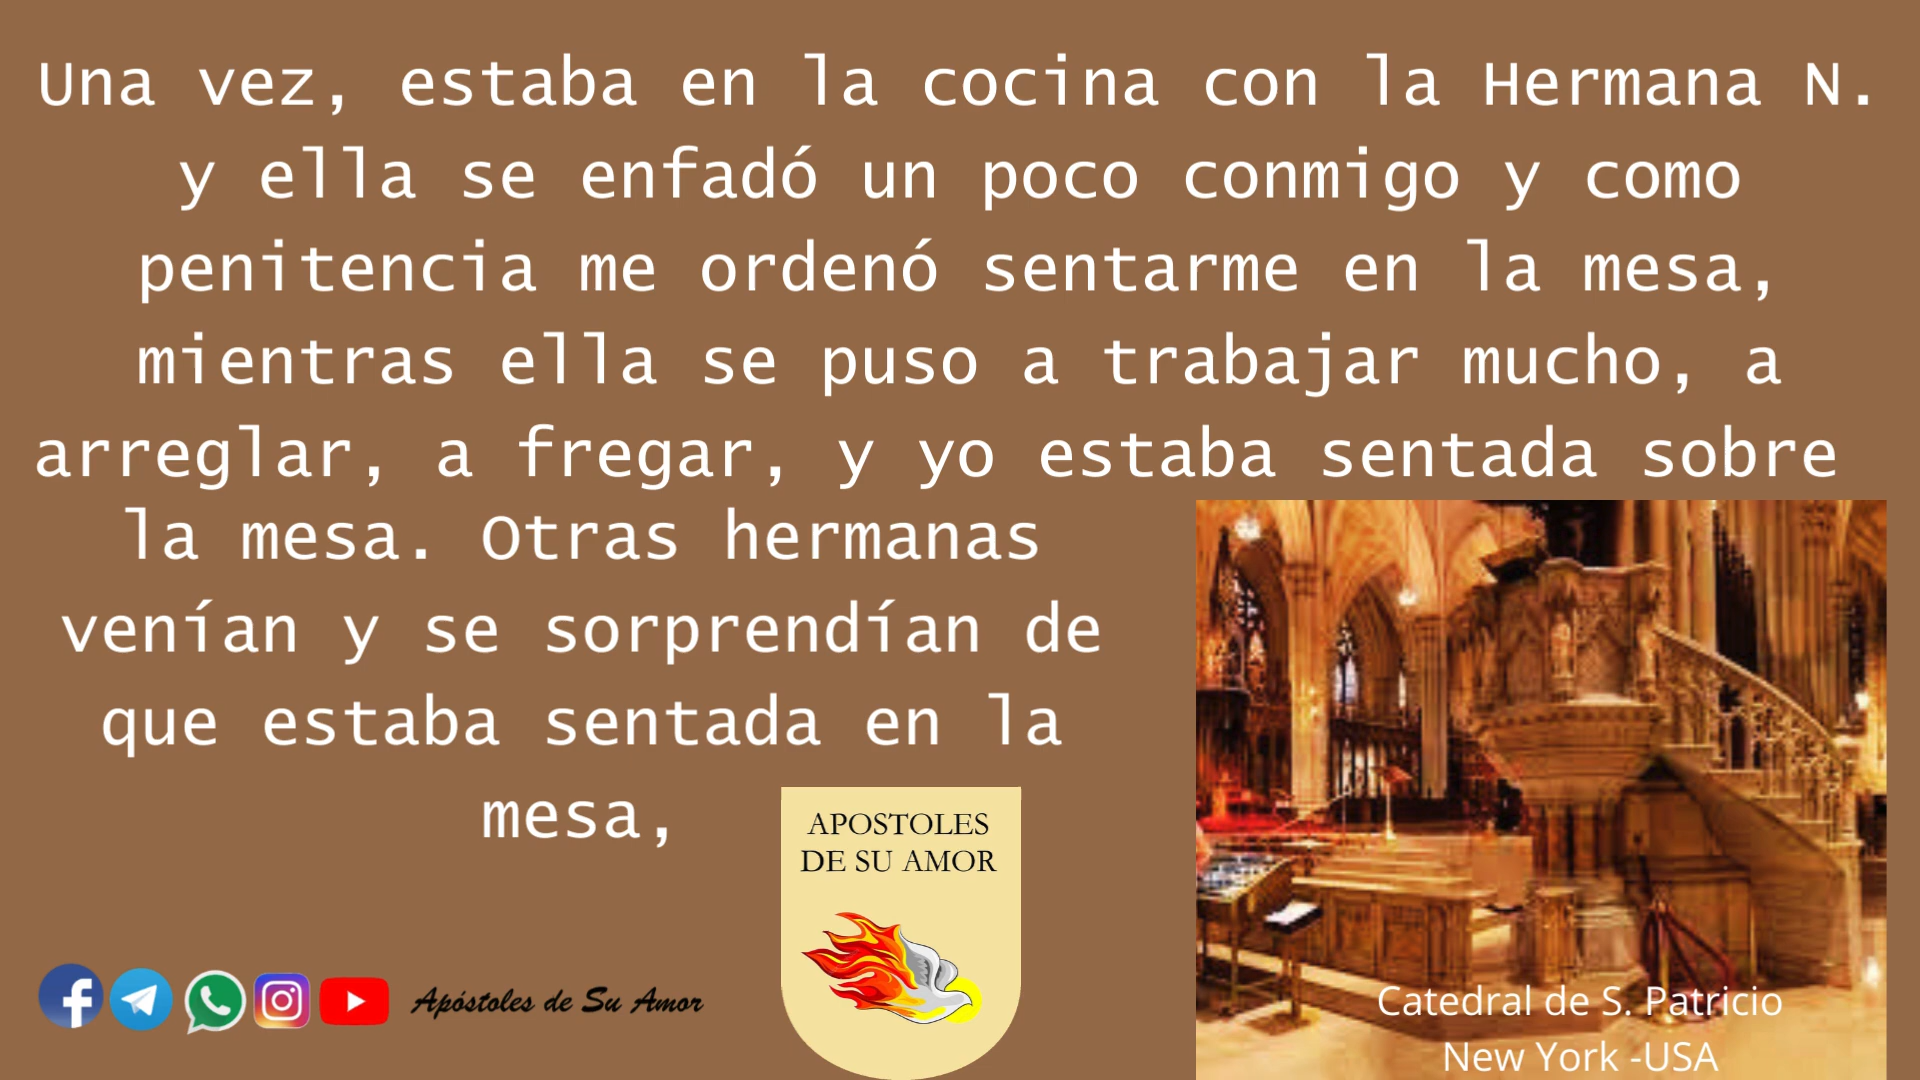 Una vez, estaba en la cocina con la Hermana N.
y ella se enfadó un poco conmigo y como
penitencia me ordenó sentarme en la mesa,
mientras ella se puso a trabajar mucho, a
arreglar, a fregar, y yo estaba sentada sobre
la mesa. Otras hermanas
venían y se sorprendían de
que estaba sentada en la
mesa,
APOSTOLES
DE SU AMOR
Apóstoles de Su Amor
Catedral de S. Patricio
New York -USA